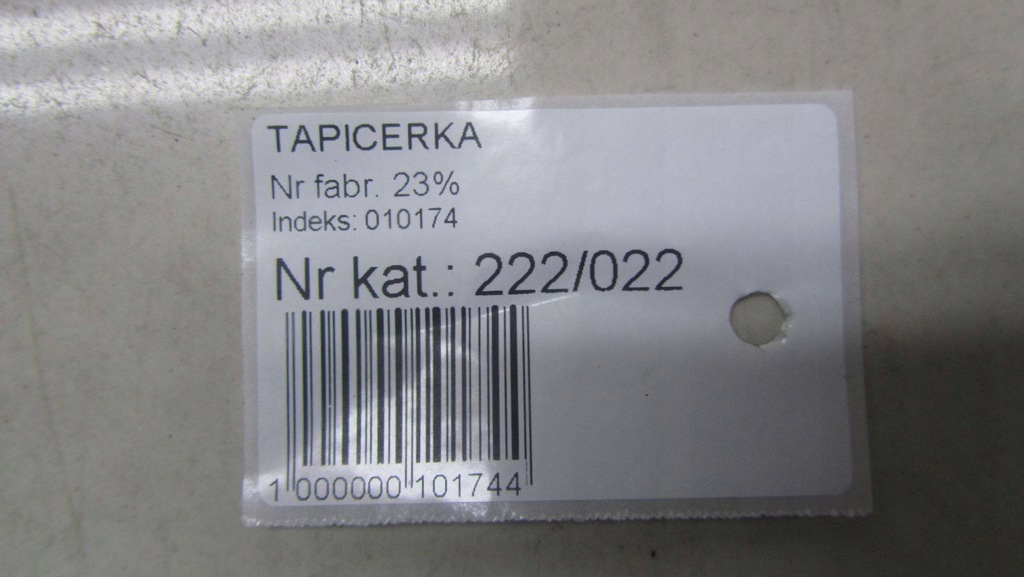 TAPICERKA
Nr fabr. 23%
Indeks: 010174
Nr kat.: 222/022
1 000000 101744